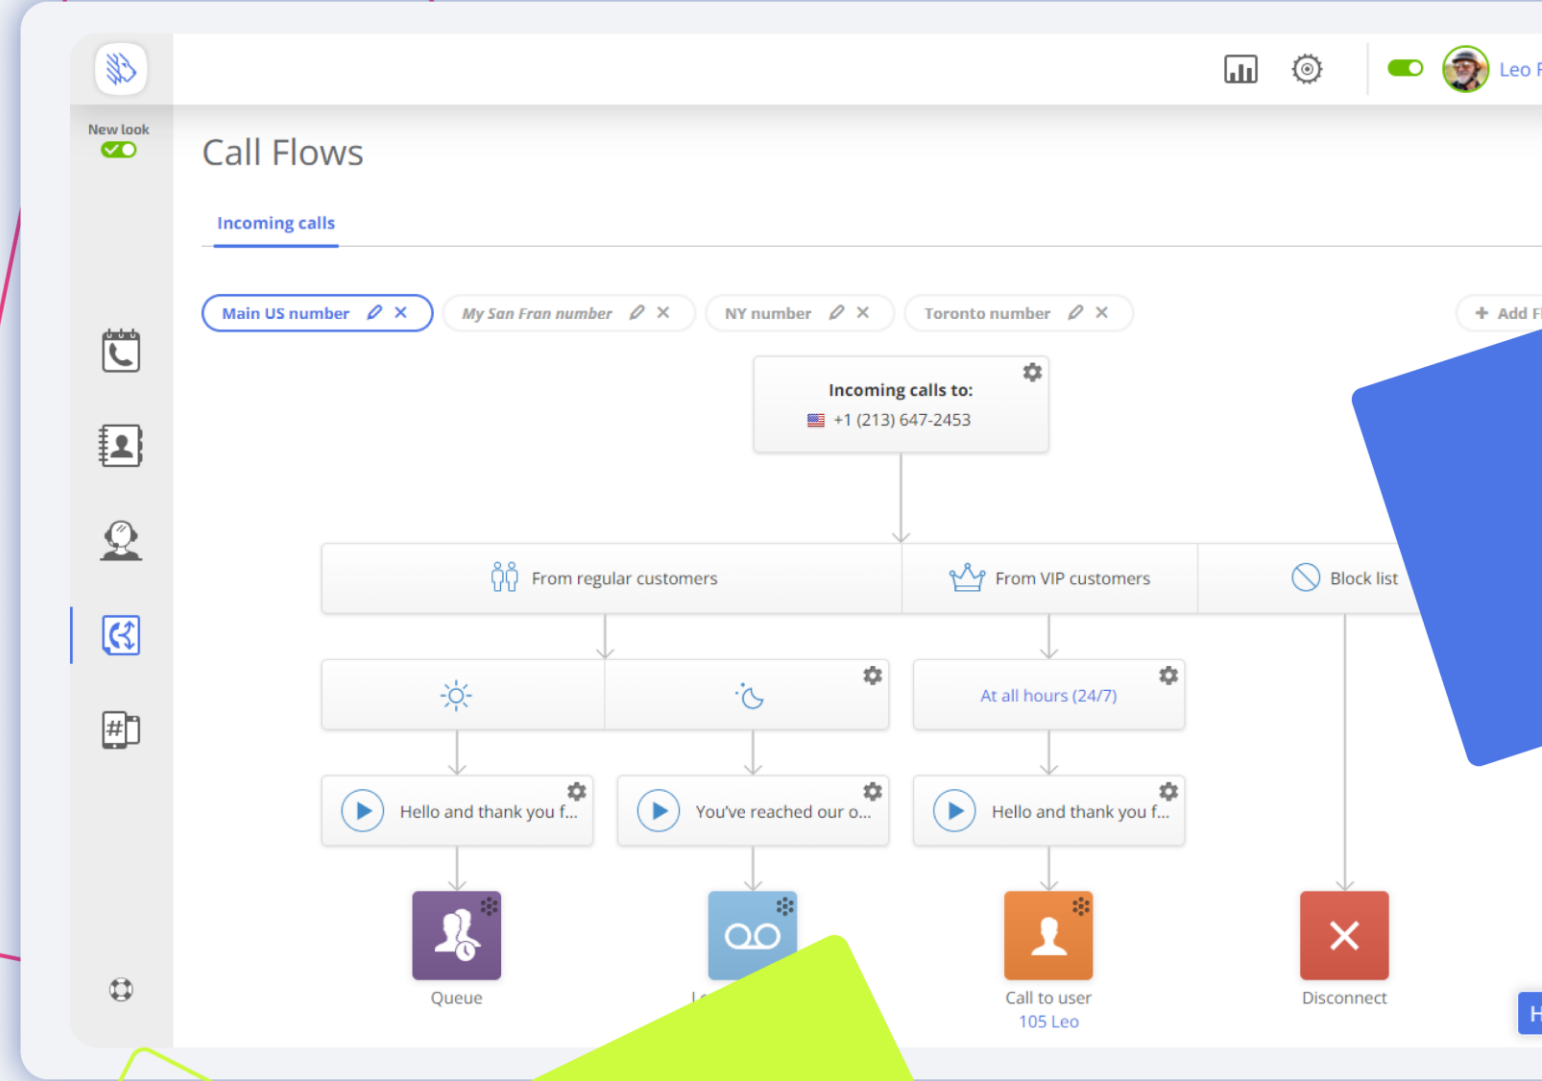 New look
Leo
Call Flows
Incoming calls
Main US number
My San Fran number
NY number
Toronto number
+ Add
Incoming calls to:
+1 (213) 647-2453
From regular customers
From VIP customers
Block list
At all hours (24/7)
Hello and thank you f...
You've reached our o...
Hello and thank you f...
Queue
Call to user
105 Leo
Disconnect
#